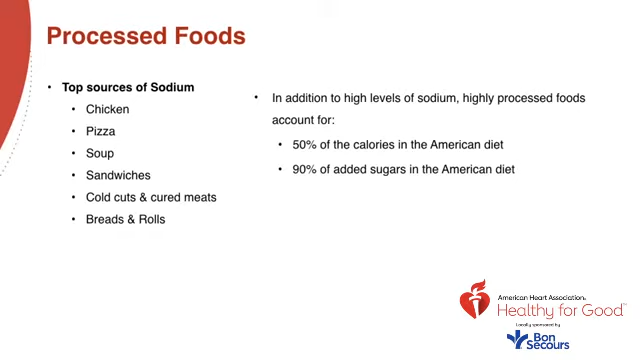 Processed Foods
• Top sources of Sodium
• Chicken
• Pizza
• Soup
• Sandwiches
• Cold cuts & cured meats
• Breads & Rolls
• In addition to high levels of sodium, highly processed foods
account for:
• 50% of the calories in the American diet
• 90% of added sugars in the American diet
American Heart Association®
Healthy for Good™
Locally sponsored by
Bon
Secours